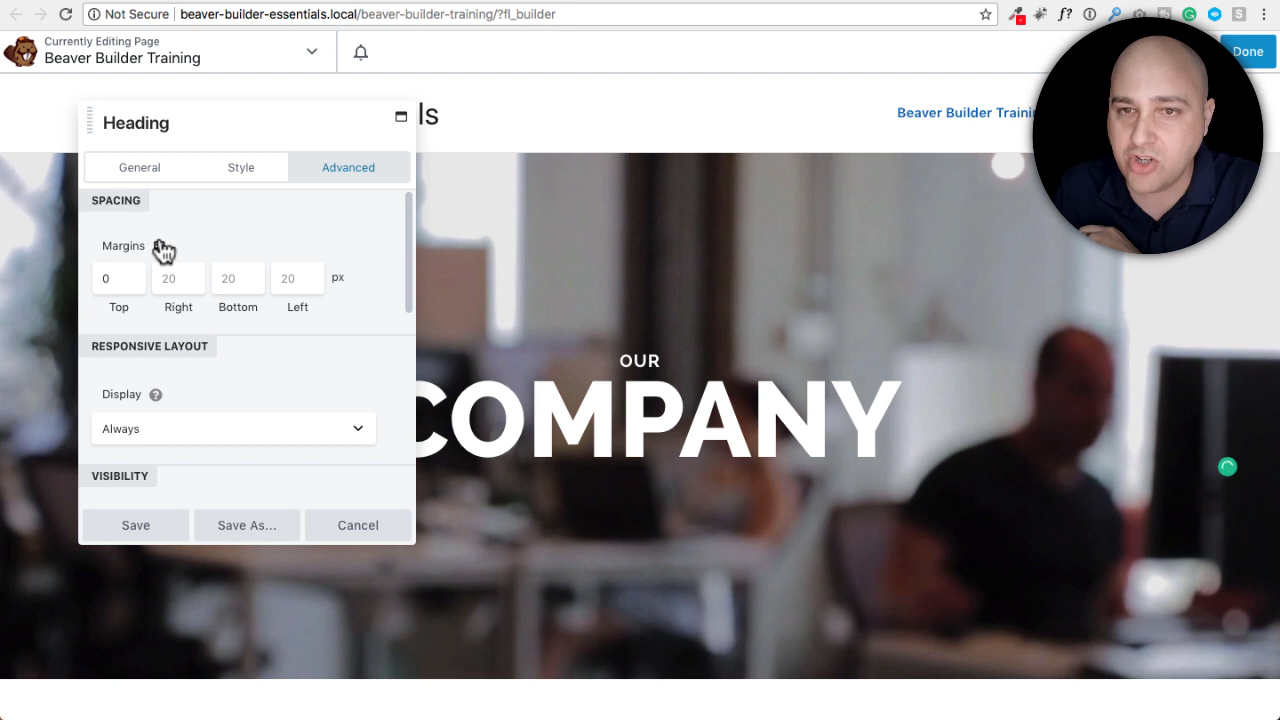 Not Secure | beaver-builder-essentials.local/beaver-builder-training/?fl_builder
f?
S
Currently Editing Page
Beaver Builder Training
Done
ls
Beaver Builder Trainin
Heading
General
Style
Advanced
SPACING
Margins
0
20
20
20
px
Top
Right
Bottom
Left
RESPONSIVE LAYOUT
Display ?
Always
VISIBILITY
Save
Save As...
Cancel
OUR
COMPANY